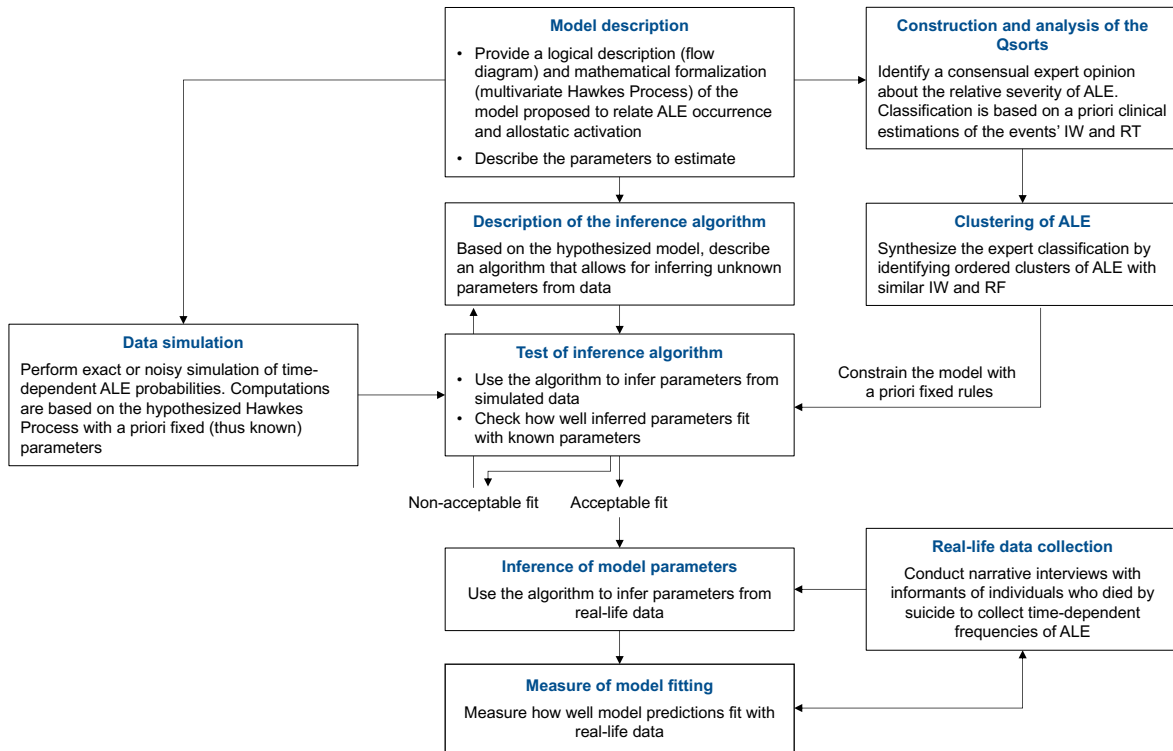 Model description
• Provide a logical description (flow
diagram) and mathematical formalization
(multivariate Hawkes Process) of the
model proposed to relate ALE occurrence
and allostatic activation
• Describe the parameters to estimate
Construction and analysis of the
Qsorts
Identify a consensual expert opinion
about the relative severity of ALE.
Classification is based on a priori clinical
estimations of the events' IW and RT
Description of the inference algorithm
Based on the hypothesized model, describe
an algorithm that allows for inferring unknown
parameters from data
Clustering of ALE
Synthesize the expert classification by
identifying ordered clusters of ALE with
similar IW and RF
Data simulation
Perform exact or noisy simulation of time-
dependent ALE probabilities. Computations
are based on the hypothesized Hawkes
Process with a priori fixed (thus known)
parameters
Test of inference algorithm
• Use the algorithm to infer parameters from
simulated data
• Check how well inferred parameters fit
with known parameters
Constrain the model with
a priori fixed rules
Non-acceptable fit
Acceptable fit
Inference of model parameters
Use the algorithm to infer parameters from
real-life data
Real-life data collection
Conduct narrative interviews with
informants of individuals who died by
suicide to collect time-dependent
frequencies of ALE
Measure of model fitting
Measure how well model predictions fit with
real-life data